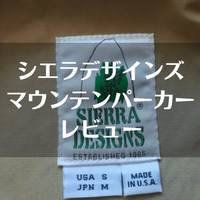 シエラデザインズ
マウンテンパーカー
レビュー
SIERRA
DESIGNS
ESTABLISHED 1965
USA S
JPN M
MADE
IN U.S.A.